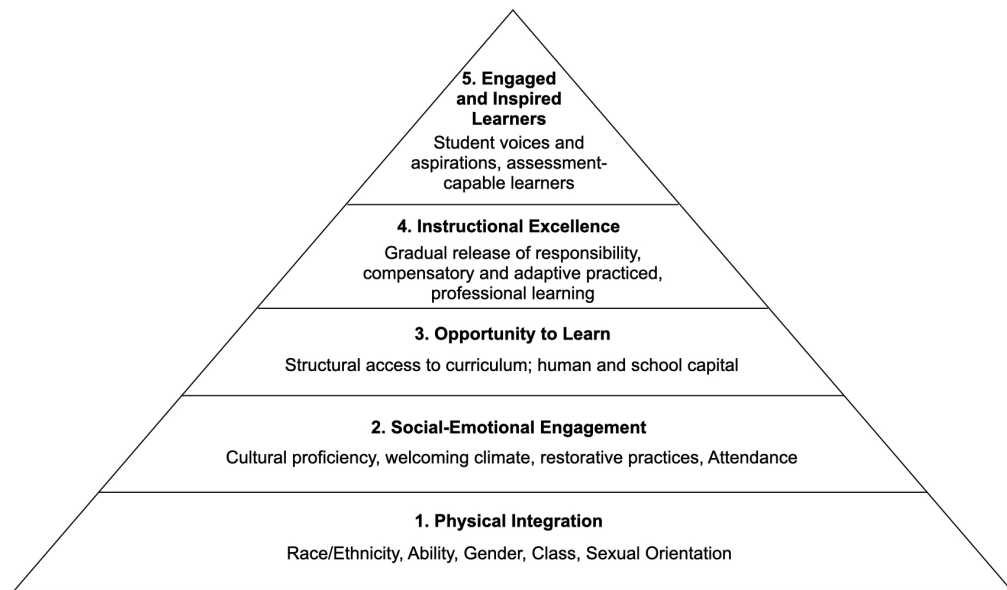 5. Engaged
and Inspired
Learners
Student voices and
aspirations, assessment-
capable learners
4. Instructional Excellence
Gradual release of responsibility,
compensatory and adaptive practiced,
professional learning
3. Opportunity to Learn
Structural access to curriculum; human and school capital
2. Social-Emotional Engagement
Cultural proficiency, welcoming climate, restorative practices, Attendance
1. Physical Integration
Race/Ethnicity, Ability, Gender, Class, Sexual Orientation